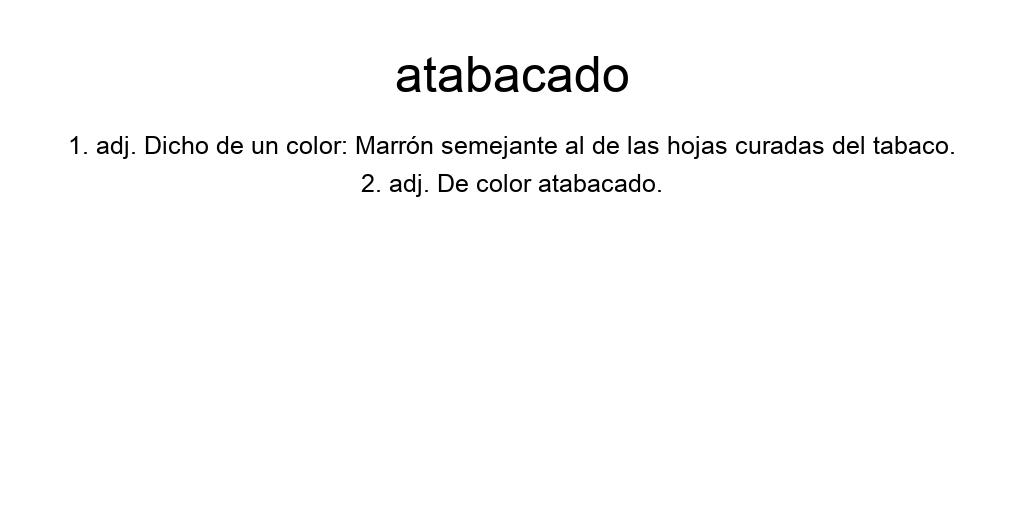 atabacado
1. adj. Dicho de un color: Marrón semejante al de las hojas curadas del tabaco.
2. adj. De color atabacado.